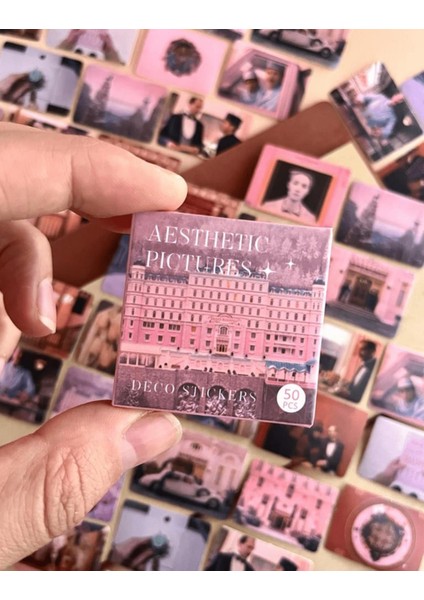 AESTHETIC
PICTURES
DECO STICKERS
50
PCS